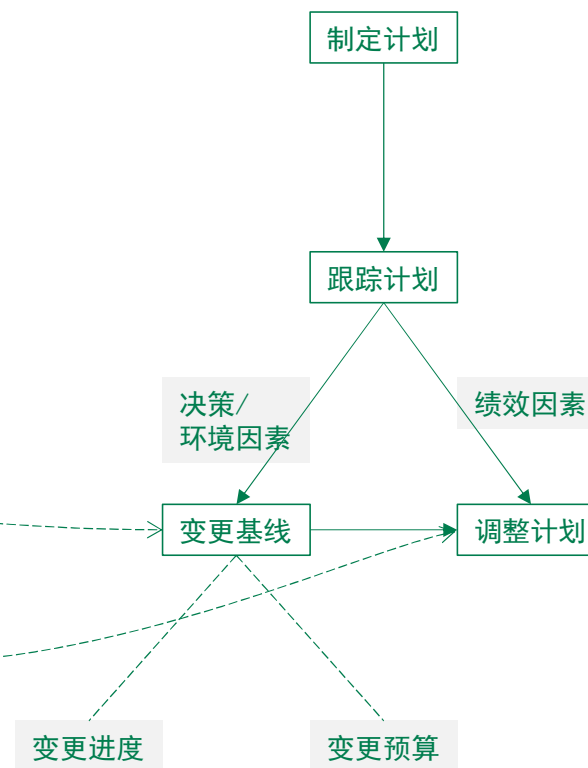 制定计划
跟踪计划
决策/
环境因素
绩效因素
变更基线
调整计划
变更进度
变更预算